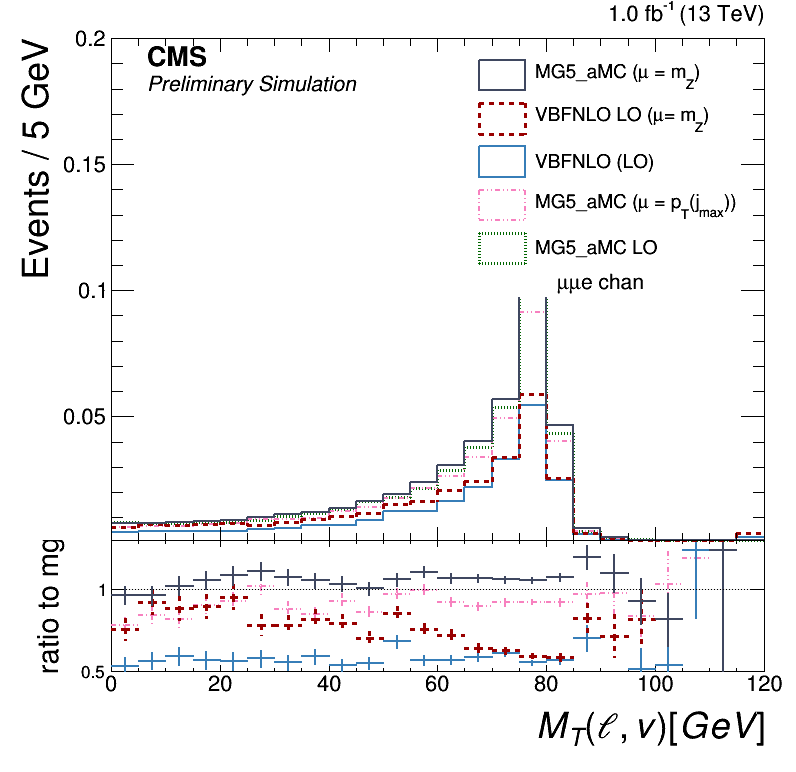 1.0 fb⁻¹ (13 TeV)
CMS
Preliminary Simulation
Events / 5 GeV
0.2
0.15
0.1
0.05
MG5_aMC (μ = m_Z)
VBFNLO LO (μ= m_Z)
VBFNLO (LO)
MG5_aMC (μ = p_T(j_max))
MG5_aMC LO
μμe chan
ratio to mg
1
0.5
0 20 40 60 80 100 120
M_T(ℓ, ν)[GeV]